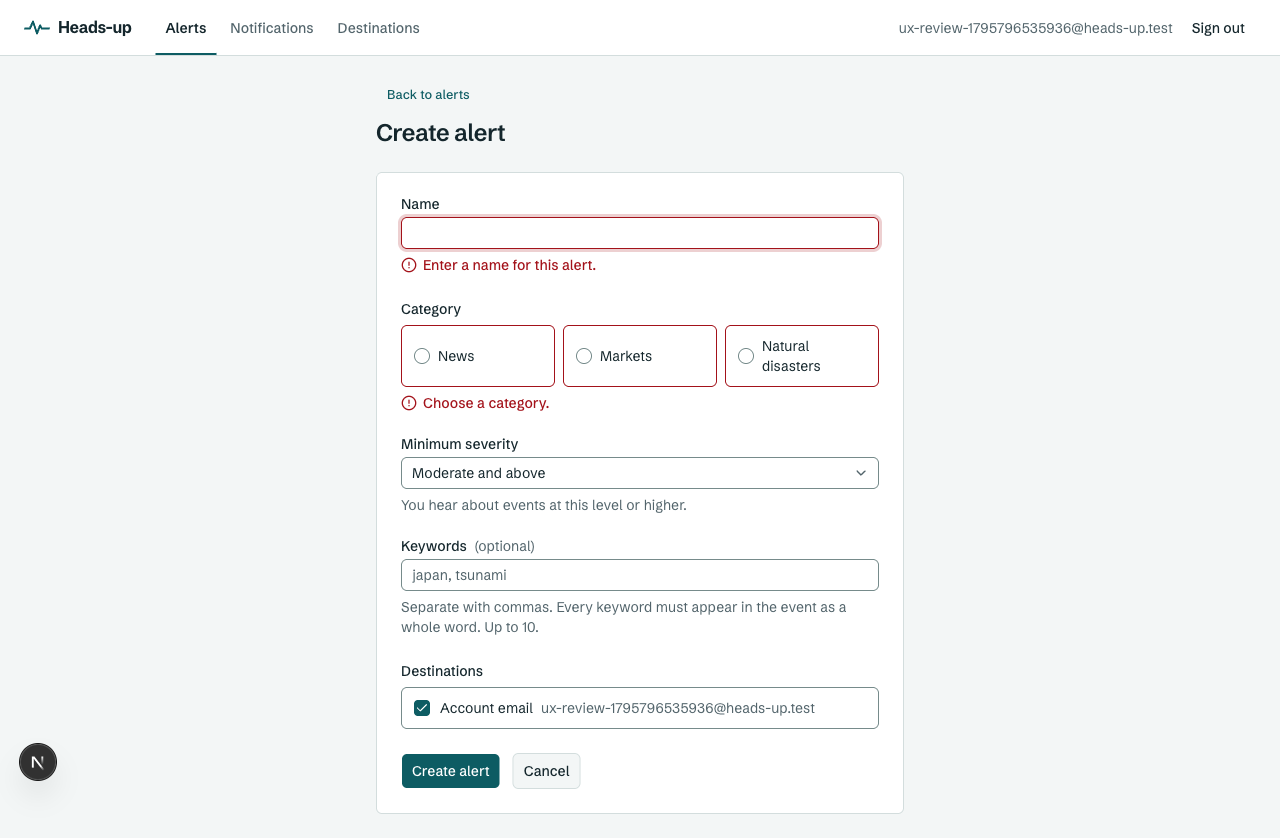 Heads-up
Alerts
Notifications
Destinations
ux-review-1795796535936@heads-up.test
Sign out
Back to alerts
Create alert
Name
Enter a name for this alert.
Category
News
Markets
Natural
disasters
Choose a category.
Minimum severity
Moderate and above
You hear about events at this level or higher.
Keywords (optional)
japan, tsunami
Separate with commas. Every keyword must appear in the event as a
whole word. Up to 10.
Destinations
Account email ux-review-1795796535936@heads-up.test
N
Create alert
Cancel